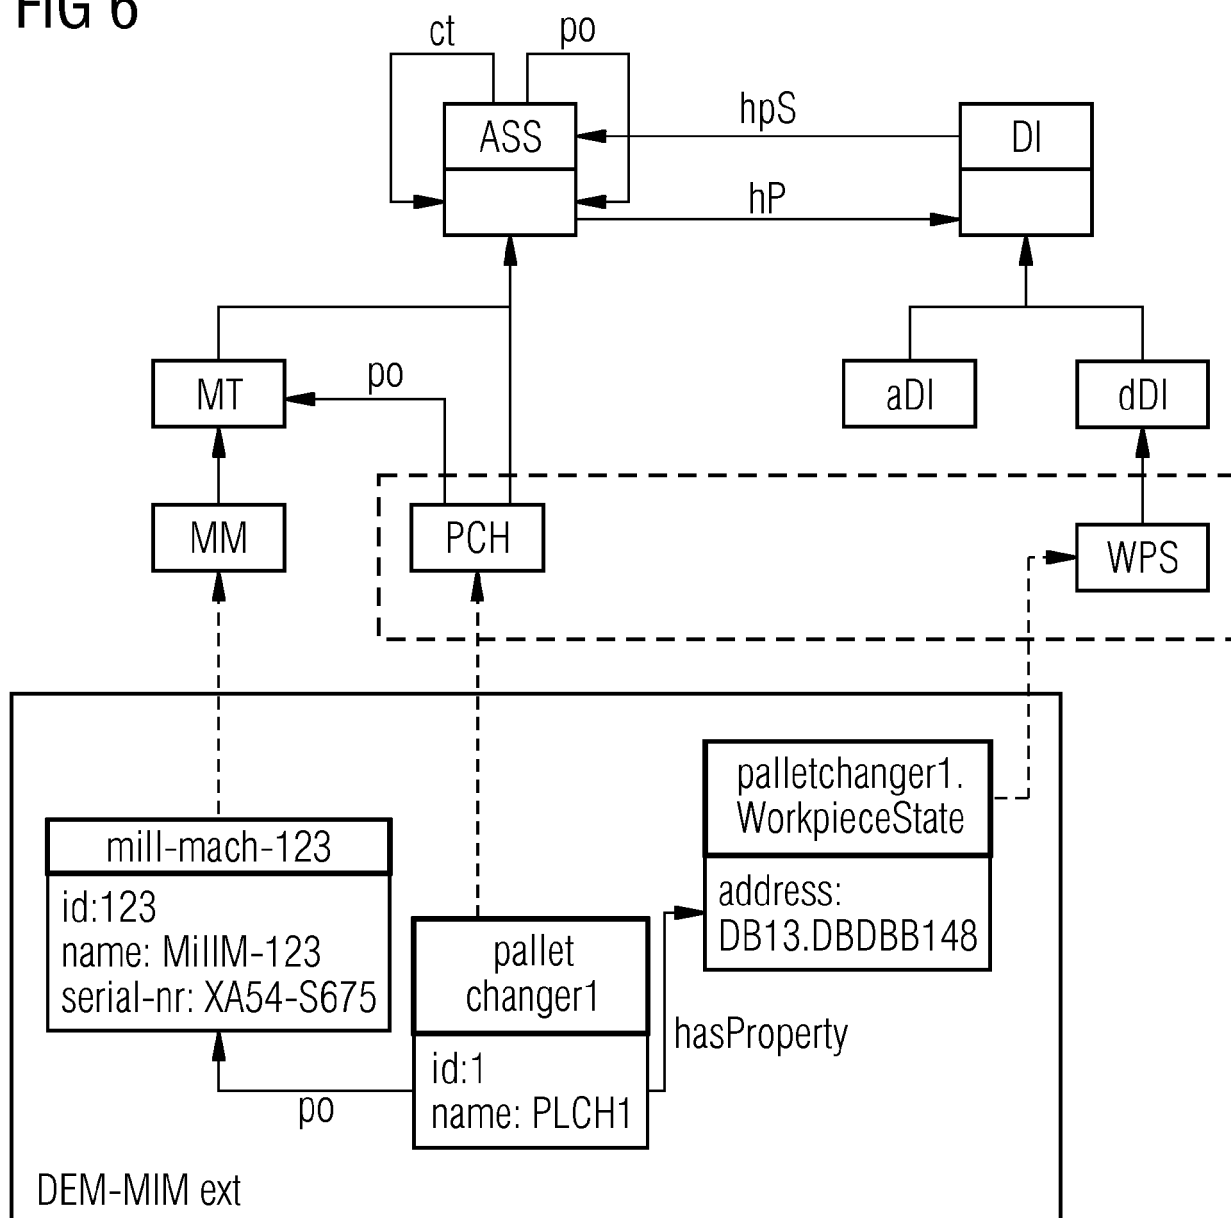 FIG 6
ct
po
ASS
hpS
DI
hP
MT
po
aDI
dDI
MM
PCH
WPS
palletchanger1.
WorkpieceState
address:
DB13.DBDBB148
mill-mach-123
id:123
name: MillM-123
serial-nr: XA54-S675
pallet
changer1
id:1
name: PLCH1
hasProperty
po
DEM-MIM ext